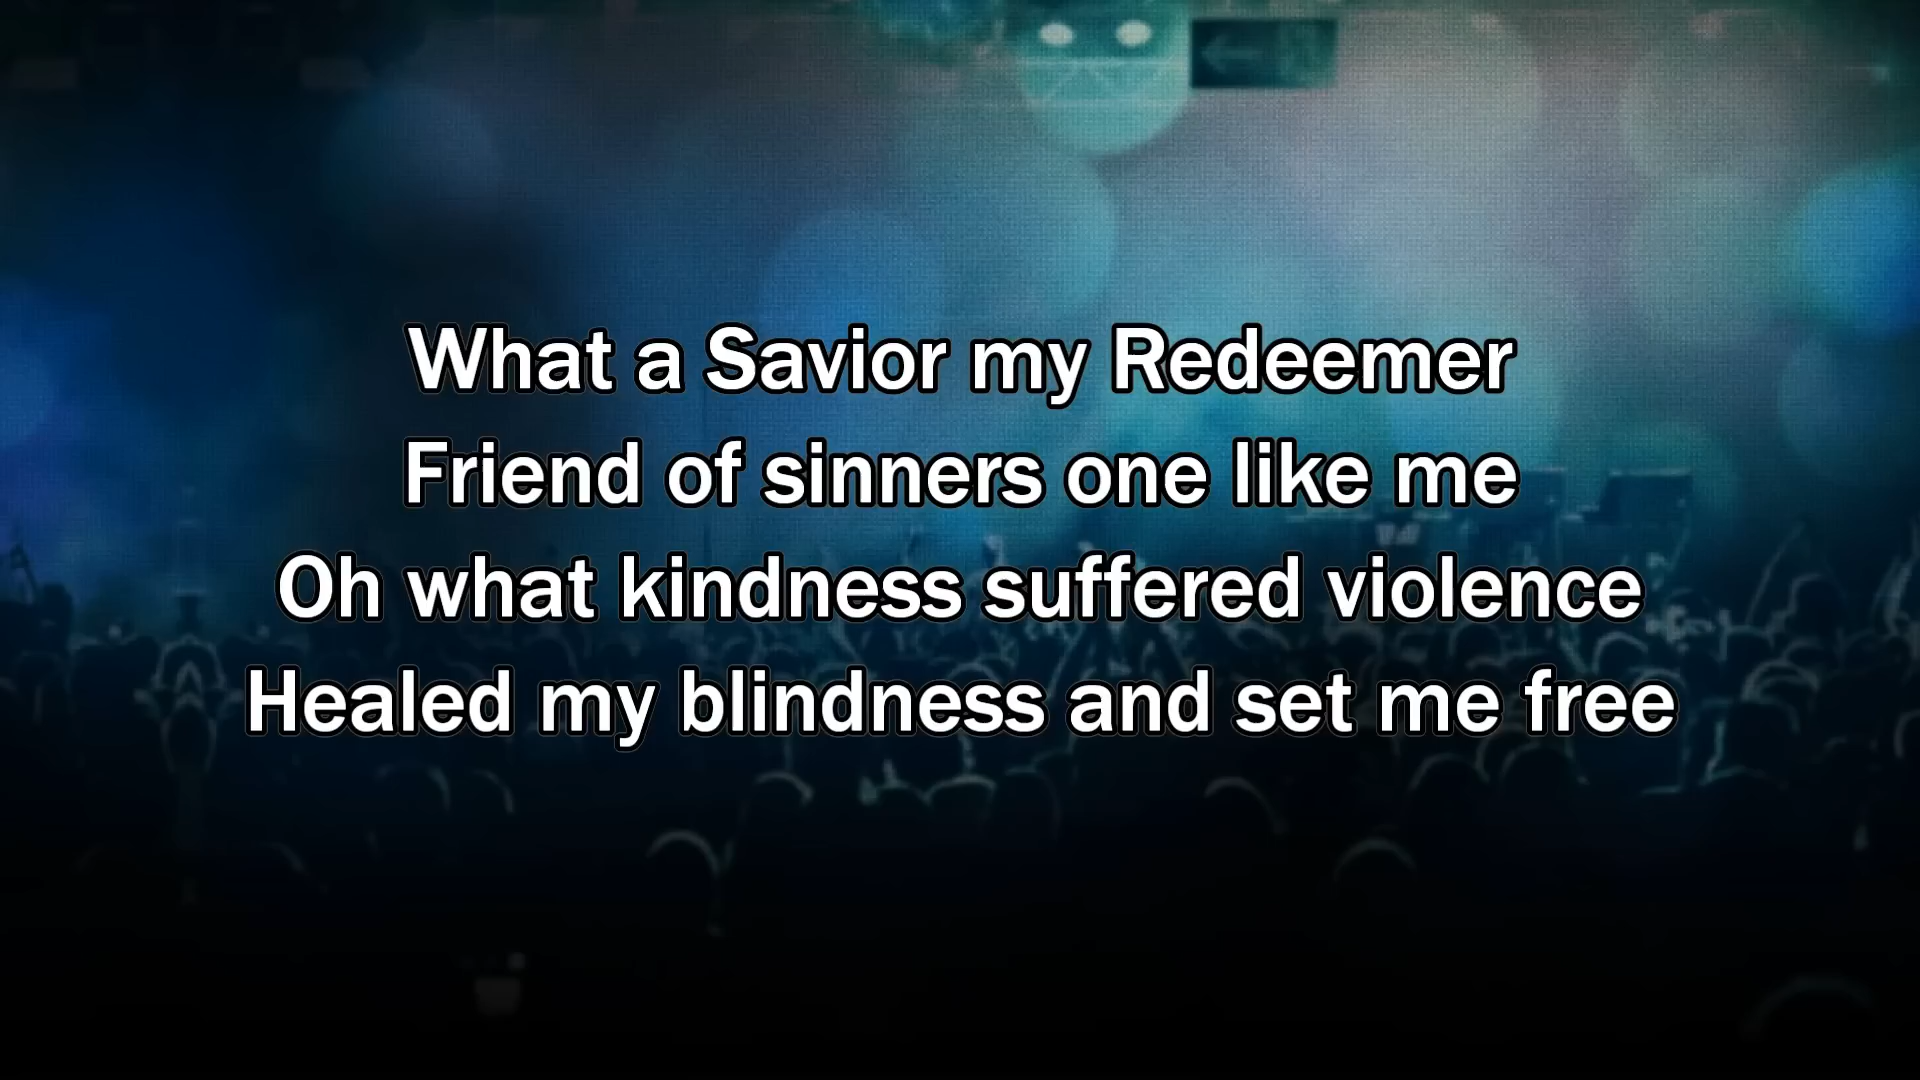 What a Savior my Redeemer
Friend of sinners one like me
Oh what kindness suffered violence
Healed my blindness and set me free